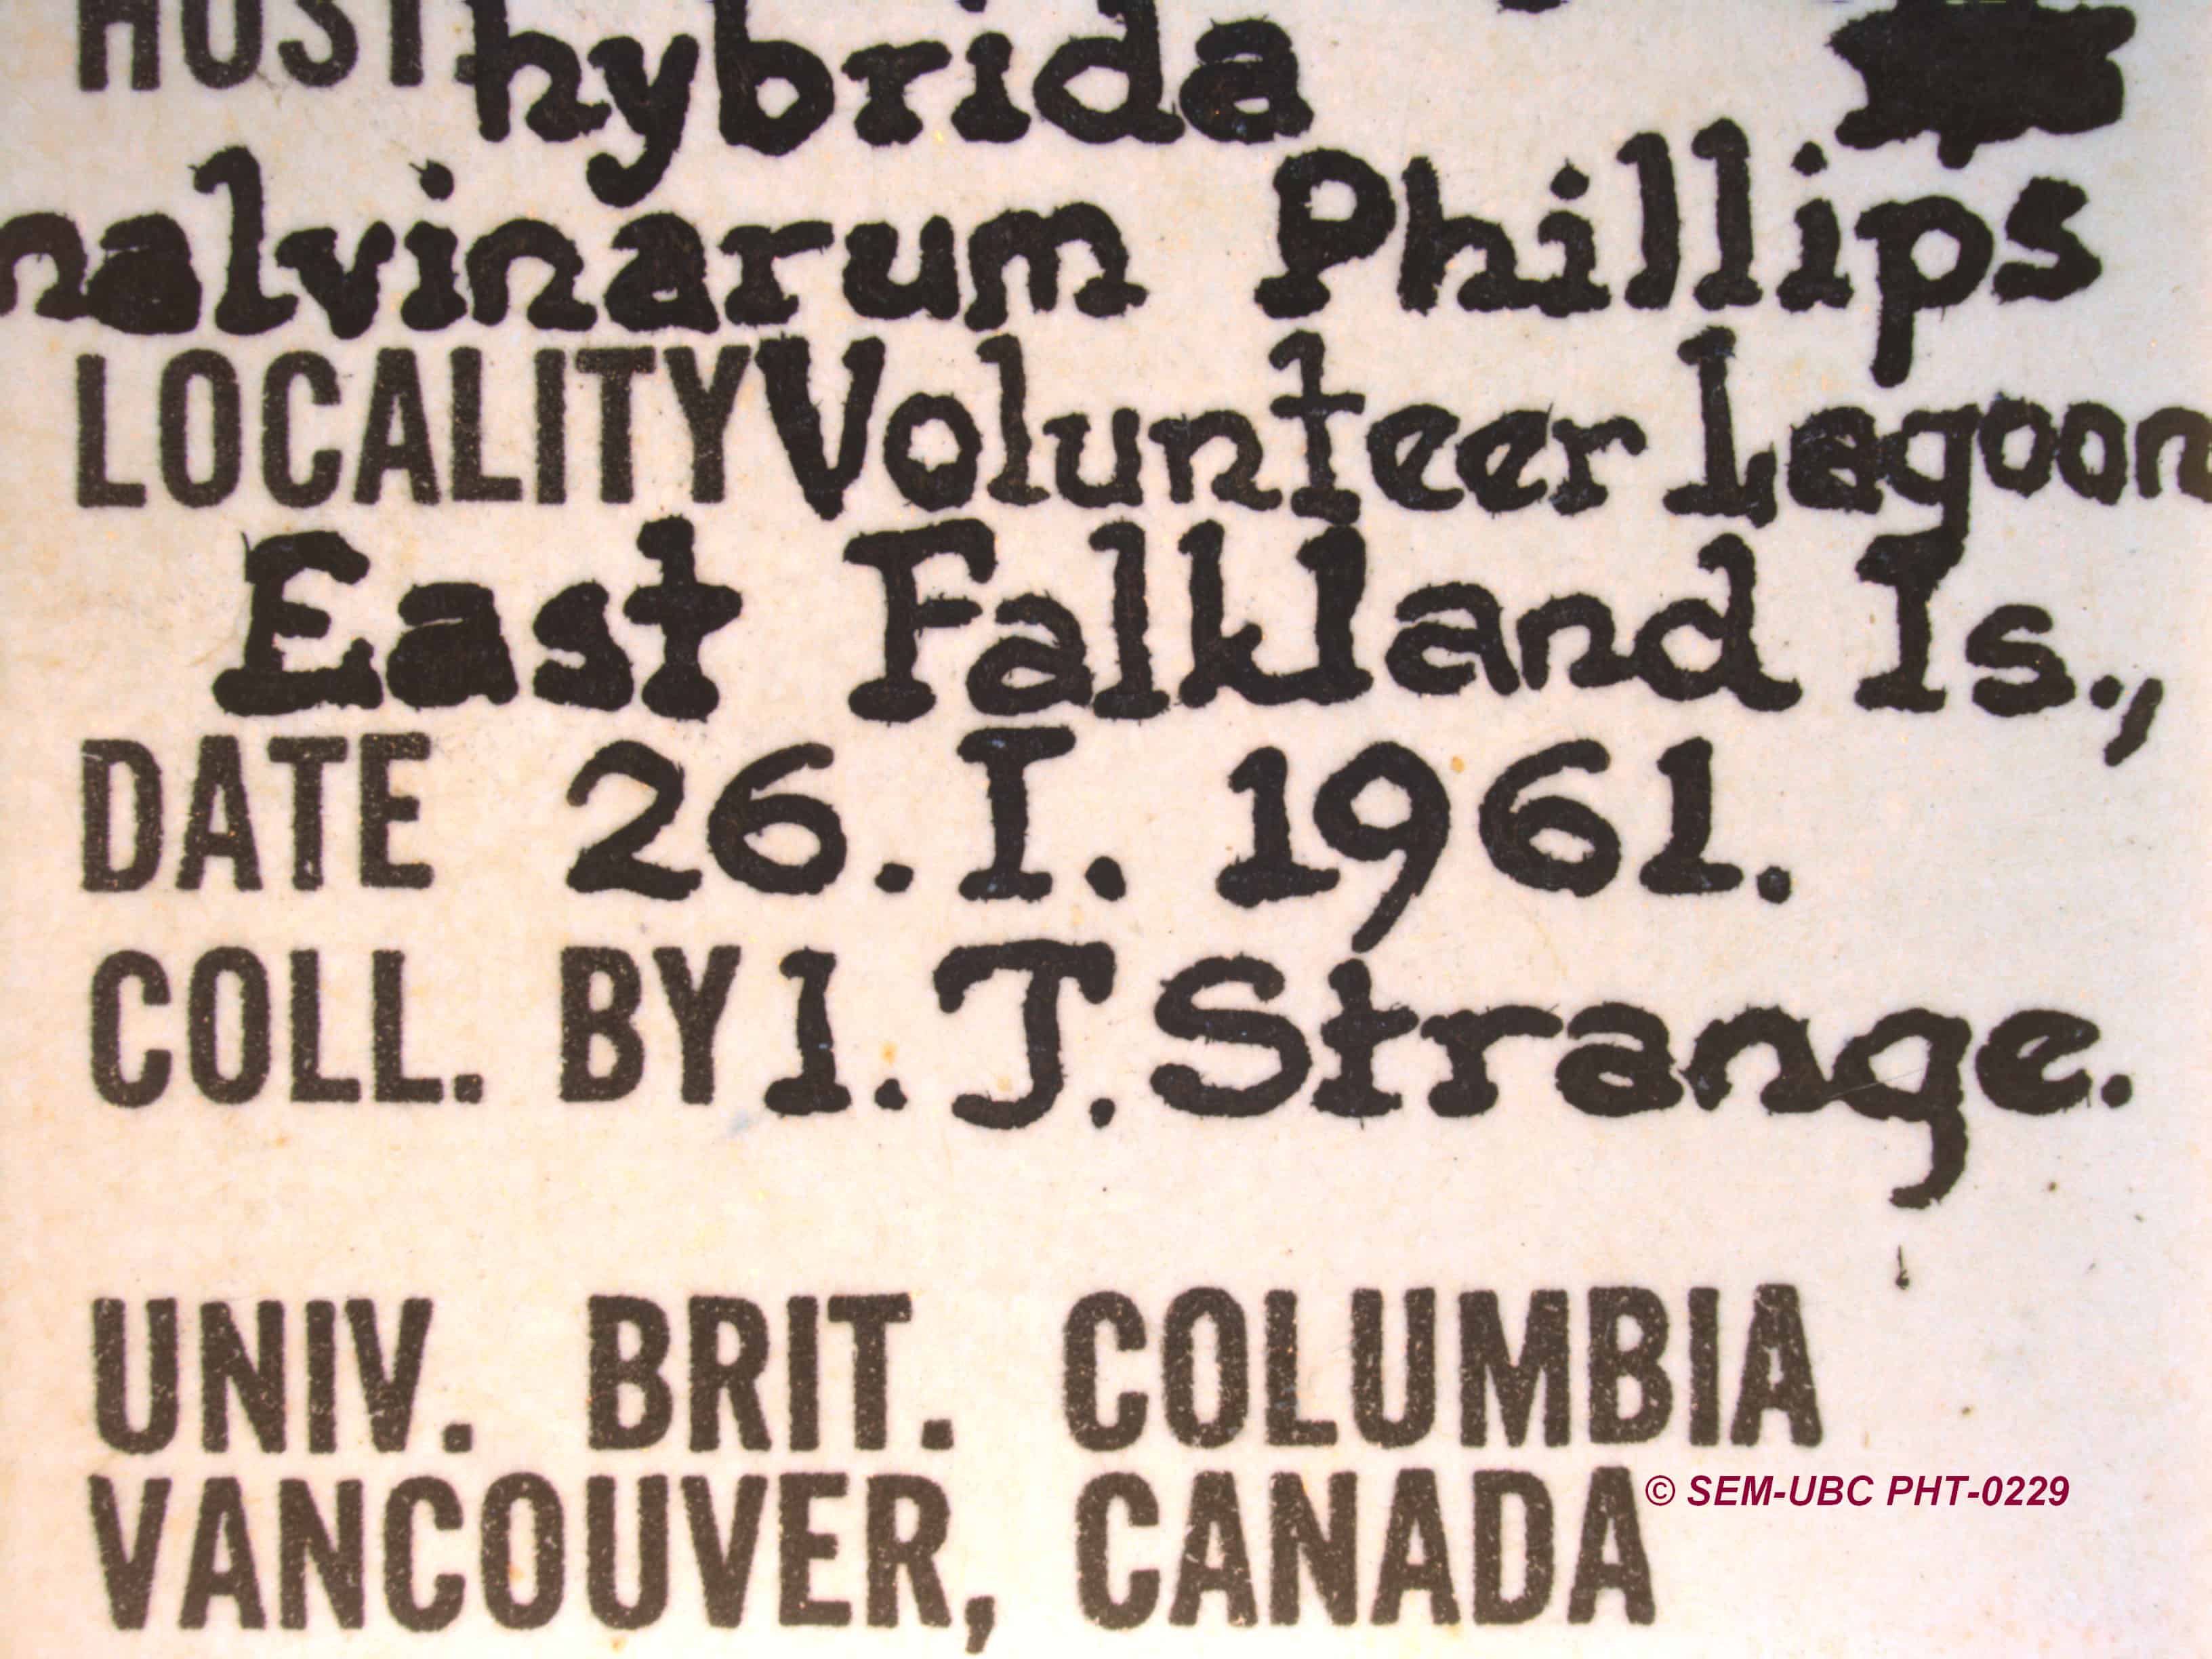 HOST hybrida
malvinarum Phillips
LOCALITY Volunteer Lagoon
East Falkland Is.,
DATE 26. I. 1961.
COLL. BY I. J. Strange.
UNIV. BRIT. COLUMBIA
VANCOUVER, CANADA
© SEM-UBC PHT-0229